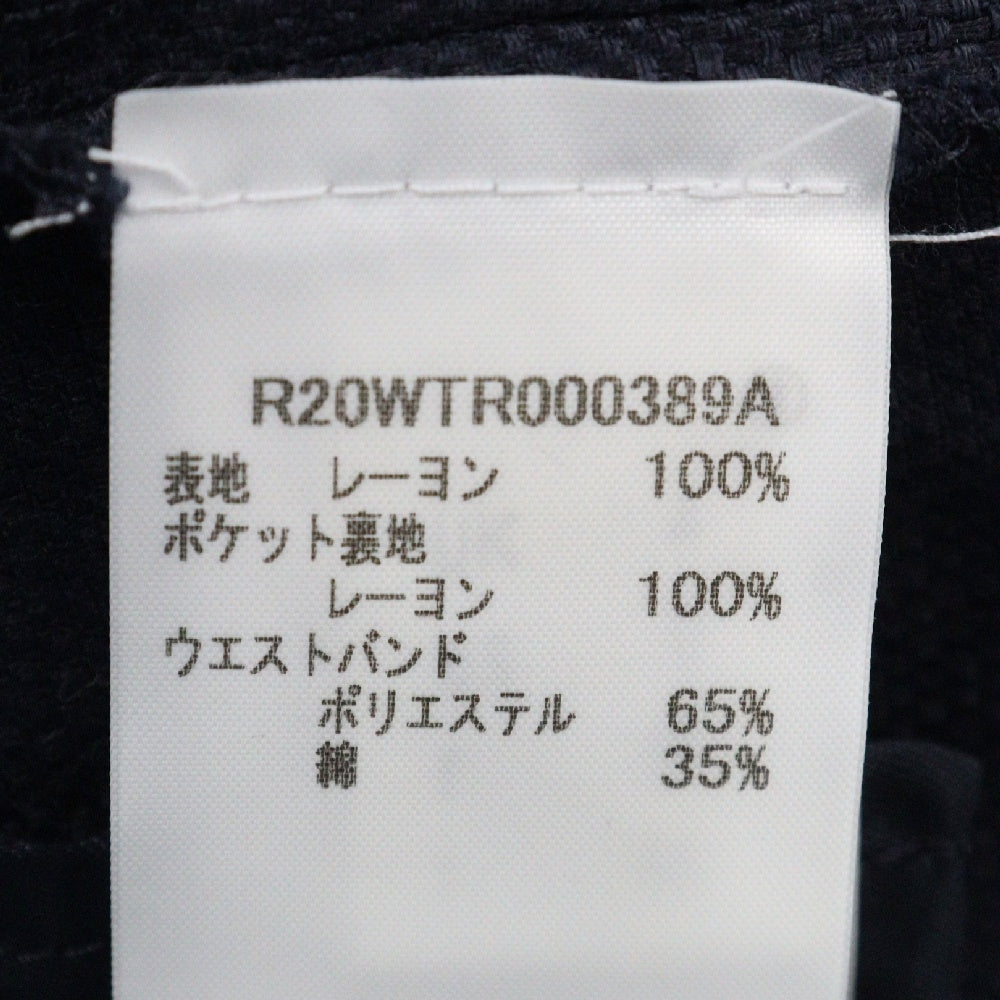 R20WTR000389A
表地 レーヨン 100%
ポケット裏地
レーヨン 100%
ウエストバンド
ポリエステル 65%
綿 35%